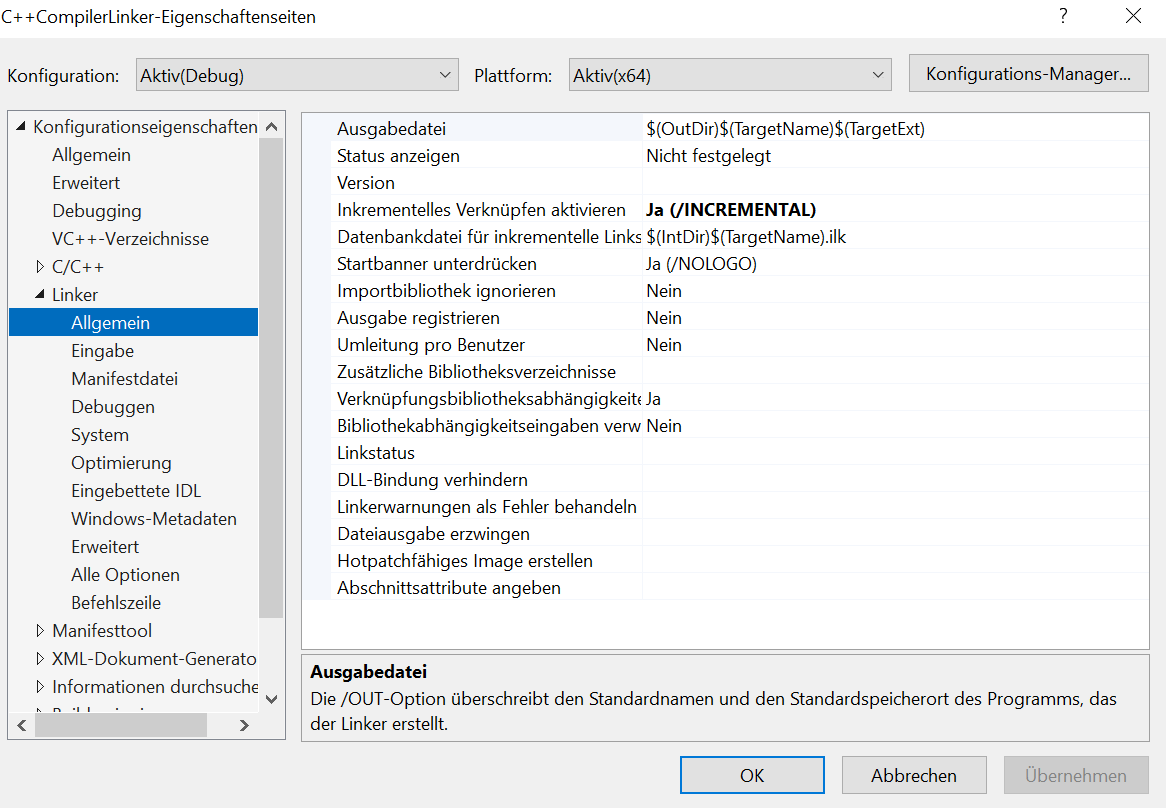 C++CompilerLinker-Eigenschaftenseiten ?
Konfiguration: Aktiv(Debug) Plattform: Aktiv(x64) Konfigurations-Manager...
Konfigurationseigenschaften
Allgemein
Erweitert
Debugging
VC++-Verzeichnisse
C/C++
Linker
Allgemein
Eingabe
Manifestdatei
Debuggen
System
Optimierung
Eingebettete IDL
Windows-Metadaten
Erweitert
Alle Optionen
Befehlszeile
Manifesttool
XML-Dokument-Generato
Informationen durchsuche
Ausgabedatei $(OutDir)$(TargetName)$(TargetExt)
Status anzeigen Nicht festgelegt
Version
Inkrementelles Verknüpfen aktivieren Ja (/INCREMENTAL)
Datenbankdatei für inkrementelle Links $(IntDir)$(TargetName).ilk
Startbanner unterdrücken Ja (/NOLOGO)
Importbibliothek ignorieren Nein
Ausgabe registrieren Nein
Umleitung pro Benutzer Nein
Zusätzliche Bibliotheksverzeichnisse
Verknüpfungsbibliotheksabhängigkeite Ja
Bibliothekabhängigkeitseingaben verw Nein
Linkstatus
DLL-Bindung verhindern
Linkerwarnungen als Fehler behandeln
Dateiausgabe erzwingen
Hotpatchfähiges Image erstellen
Abschnittsattribute angeben
Ausgabedatei
Die /OUT-Option überschreibt den Standardnamen und den Standardspeicherort des Programms, das
der Linker erstellt.
OK Abbrechen Übernehmen